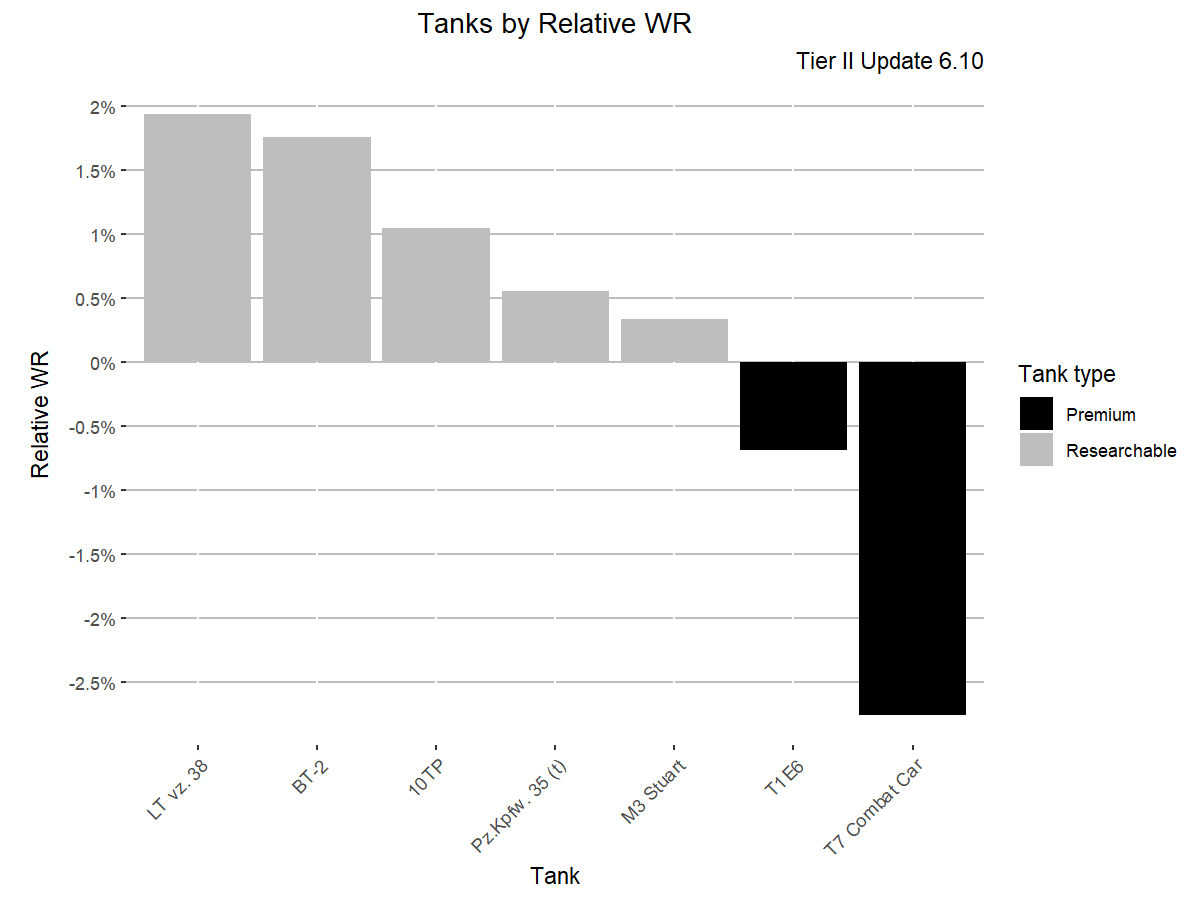 Tanks by Relative WR
Tier II Update 6.10
2%
1.5%
1%
0.5%
0%
-0.5%
-1%
-1.5%
-2%
-2.5%
Relative WR
LT vz. 38
BT-2
10TP
Pz.Kpfw. 35 (t)
M3 Stuart
T1E6
T7 Combat Car
Tank
Tank type
Premium
Researchable